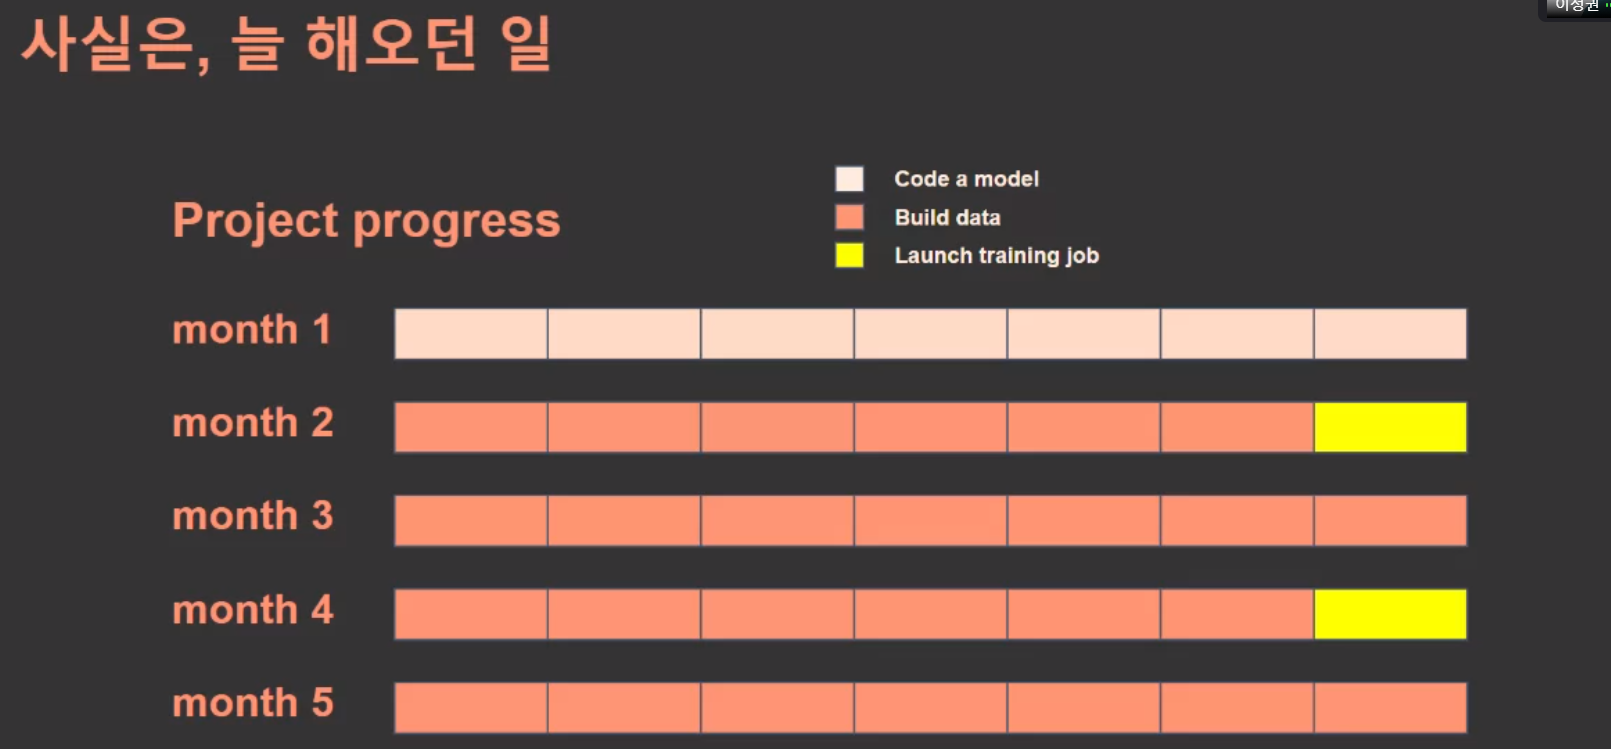 이정권
사실은, 늘 해오던 일
Code a model
Build data
Launch training job
Project progress
month 1
month 2
month 3
month 4
month 5